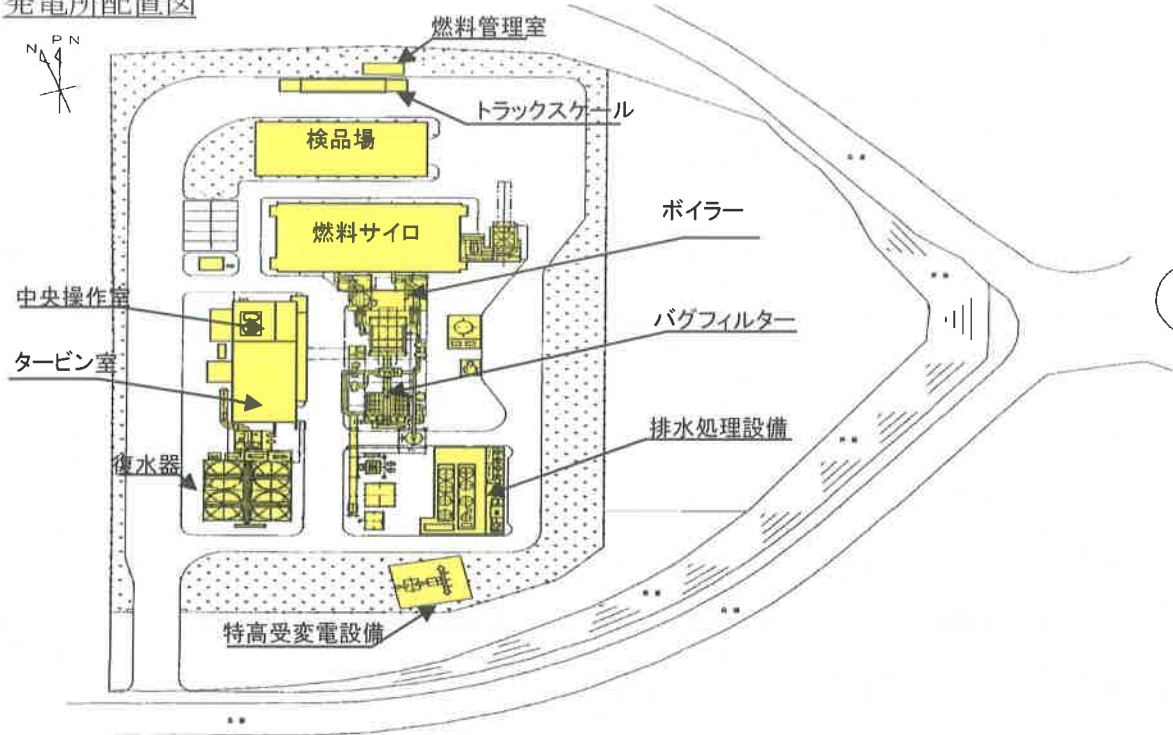 発電所配置図
N P N
燃料管理室
トラックスケール
検品場
燃料サイロ
ボイラー
中央操作室
バグフィルター
タービン室
排水処理設備
復水器
特高受変電設備